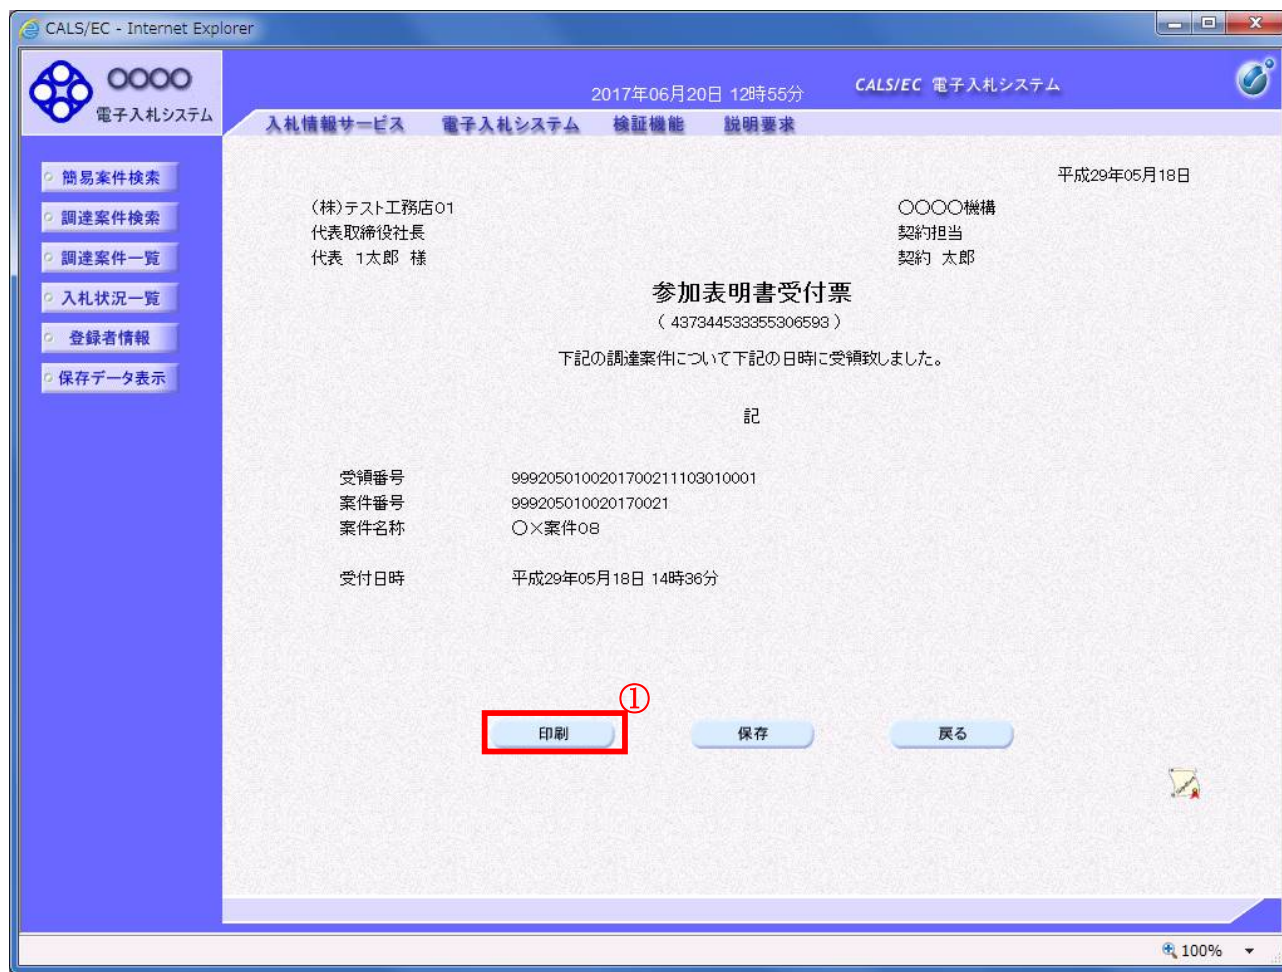 CALS/EC - Internet Explorer
〇〇〇〇
電子入札システム
2017年06月20日 12時55分
CALS/EC 電子入札システム
入札情報サービス 電子入札システム 検証機能 説明要求
簡易案件検索
調達案件検索
調達案件一覧
入札状況一覧
登録者情報
保存データ表示
平成29年05月18日
(株)テスト工務店01
代表取締役社長
代表 1太郎 様
〇〇〇〇機構
契約担当
契約 太郎
参加表明書受付票
( 437344533355306593 )
下記の調達案件について下記の日時に受領致しました。
記
受領番号 99920501002017002111​03010001
案件番号 999205010020170021
案件名称 〇×案件08
受付日時 平成29年05月18日 14時36分
①
印刷 保存 戻る
100%